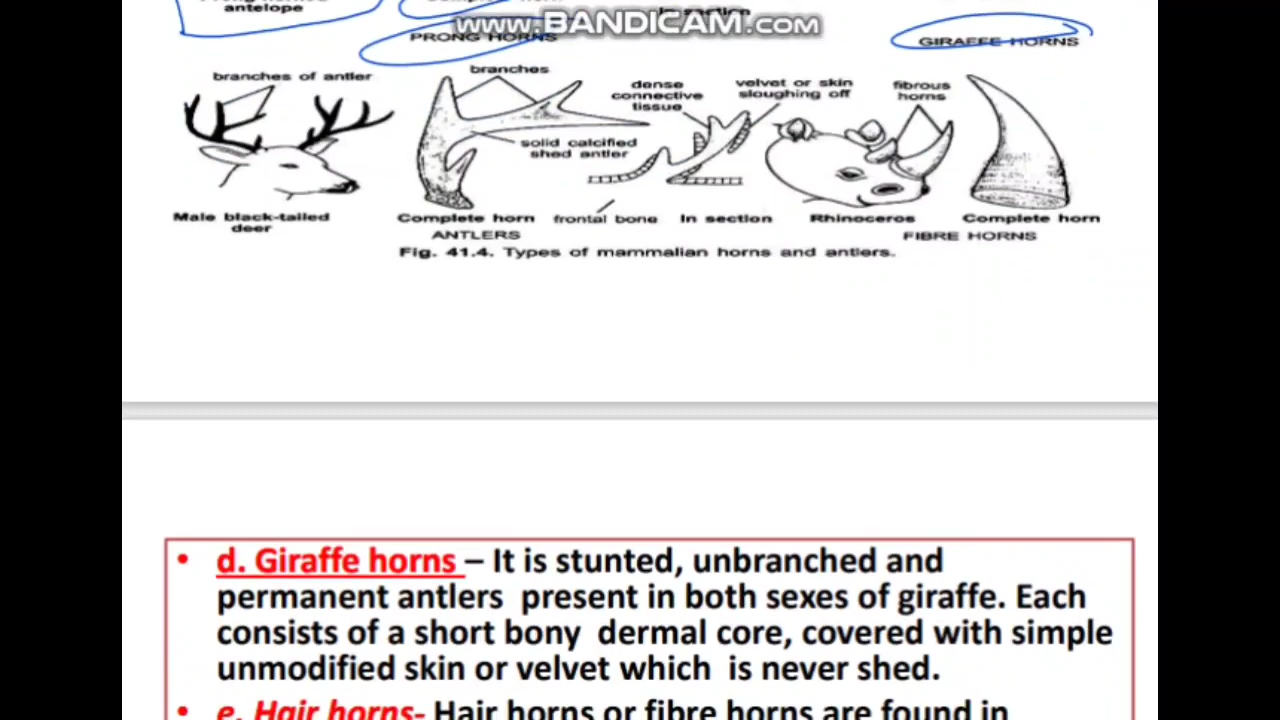 antelope
www.BANDICAM.com
In section
PRONG HORNS
GIRAFFE HORNS
branches of antler
branches
dense connective tissue
velvet or skin sloughing off
fibrous horns
solid calcified shed antler
Male black-tailed deer
Complete horn
frontal bone
In section
Rhinoceros
Complete horn
ANTLERS
FIBRE HORNS
Fig. 41.4. Types of mammalian horns and antlers.
• d. Giraffe horns – It is stunted, unbranched and
permanent antlers present in both sexes of giraffe. Each
consists of a short bony dermal core, covered with simple
unmodified skin or velvet which is never shed.
• e. Hair horns- Hair horns or fibre horns are found in